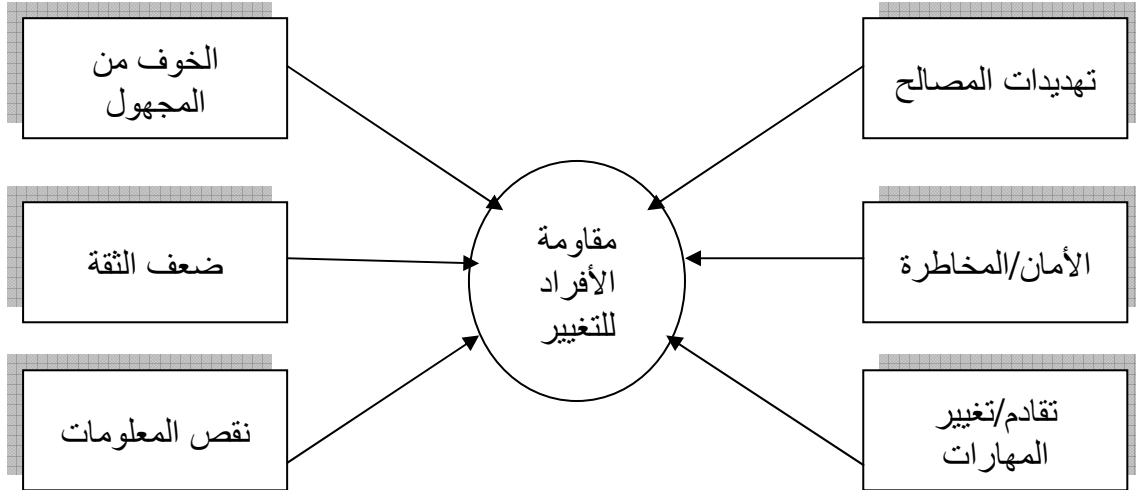 تهديدات المصالح
الخوف من
المجهول
مقاومة
الأفراد
للتغيير
الأمان/المخاطرة
ضعف الثقة
تقادم/تغيير
المهارات
نقص المعلومات